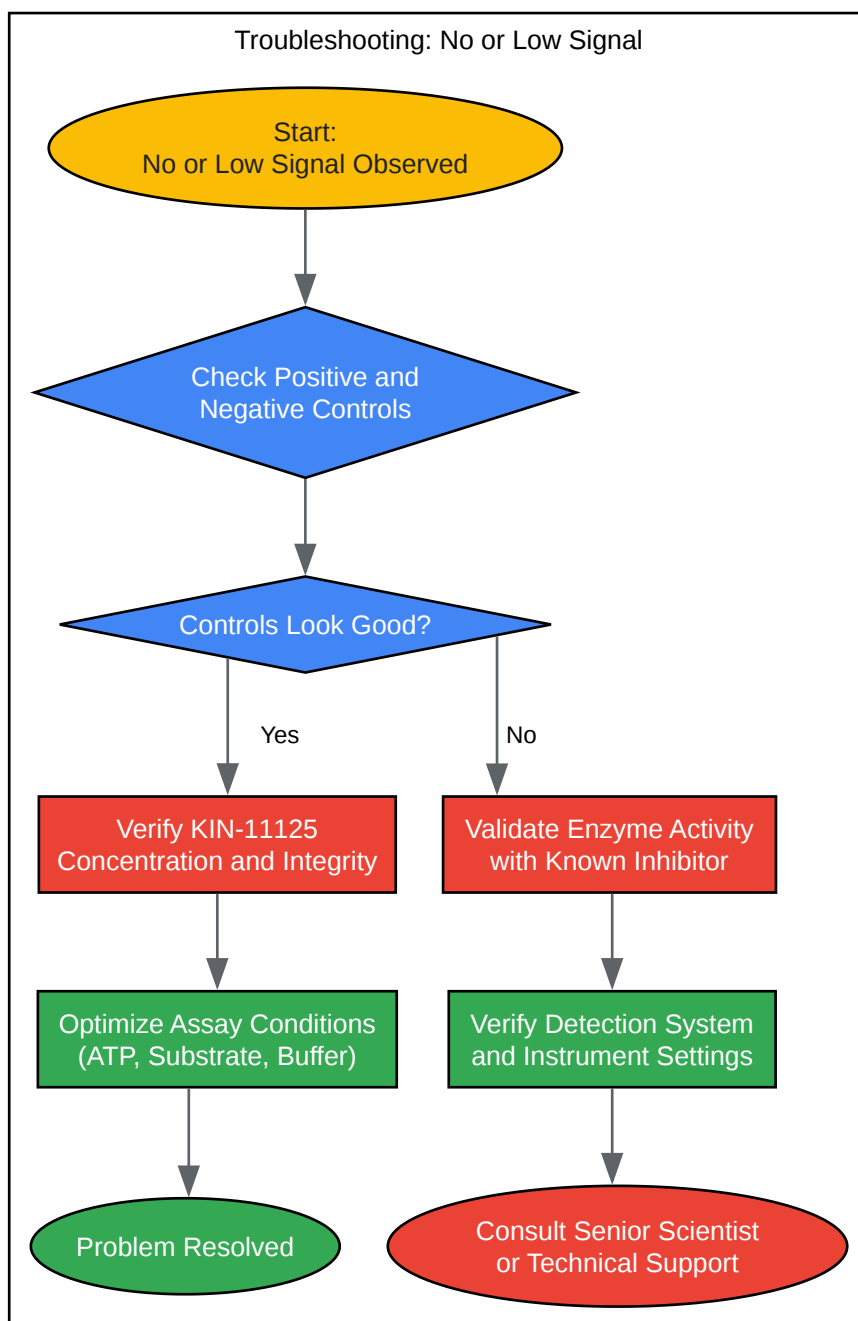 Troubleshooting: No or Low Signal
Start:
No or Low Signal Observed
Check Positive and
Negative Controls
Controls Look Good?
Yes
No
Verify KIN-11125
Concentration and Integrity
Validate Enzyme Activity
with Known Inhibitor
Optimize Assay Conditions
(ATP, Substrate, Buffer)
Verify Detection System
and Instrument Settings
Problem Resolved
Consult Senior Scientist
or Technical Support